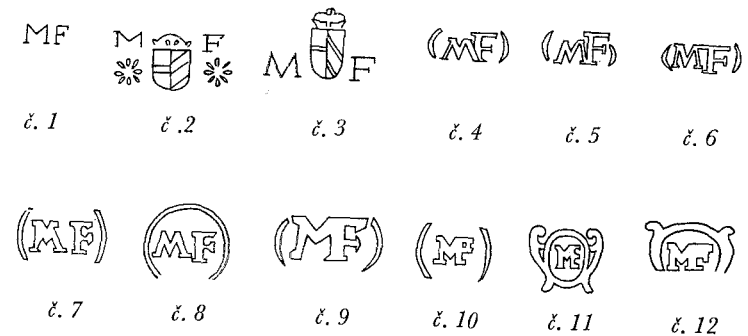 MF M F M F MF MF MF
č. 1 č .2 č. 3 č. 4 č. 5 č. 6
MF MF MF MF MF MF
č. 7 č. 8 č. 9 č. 10 č. 11 č. 12